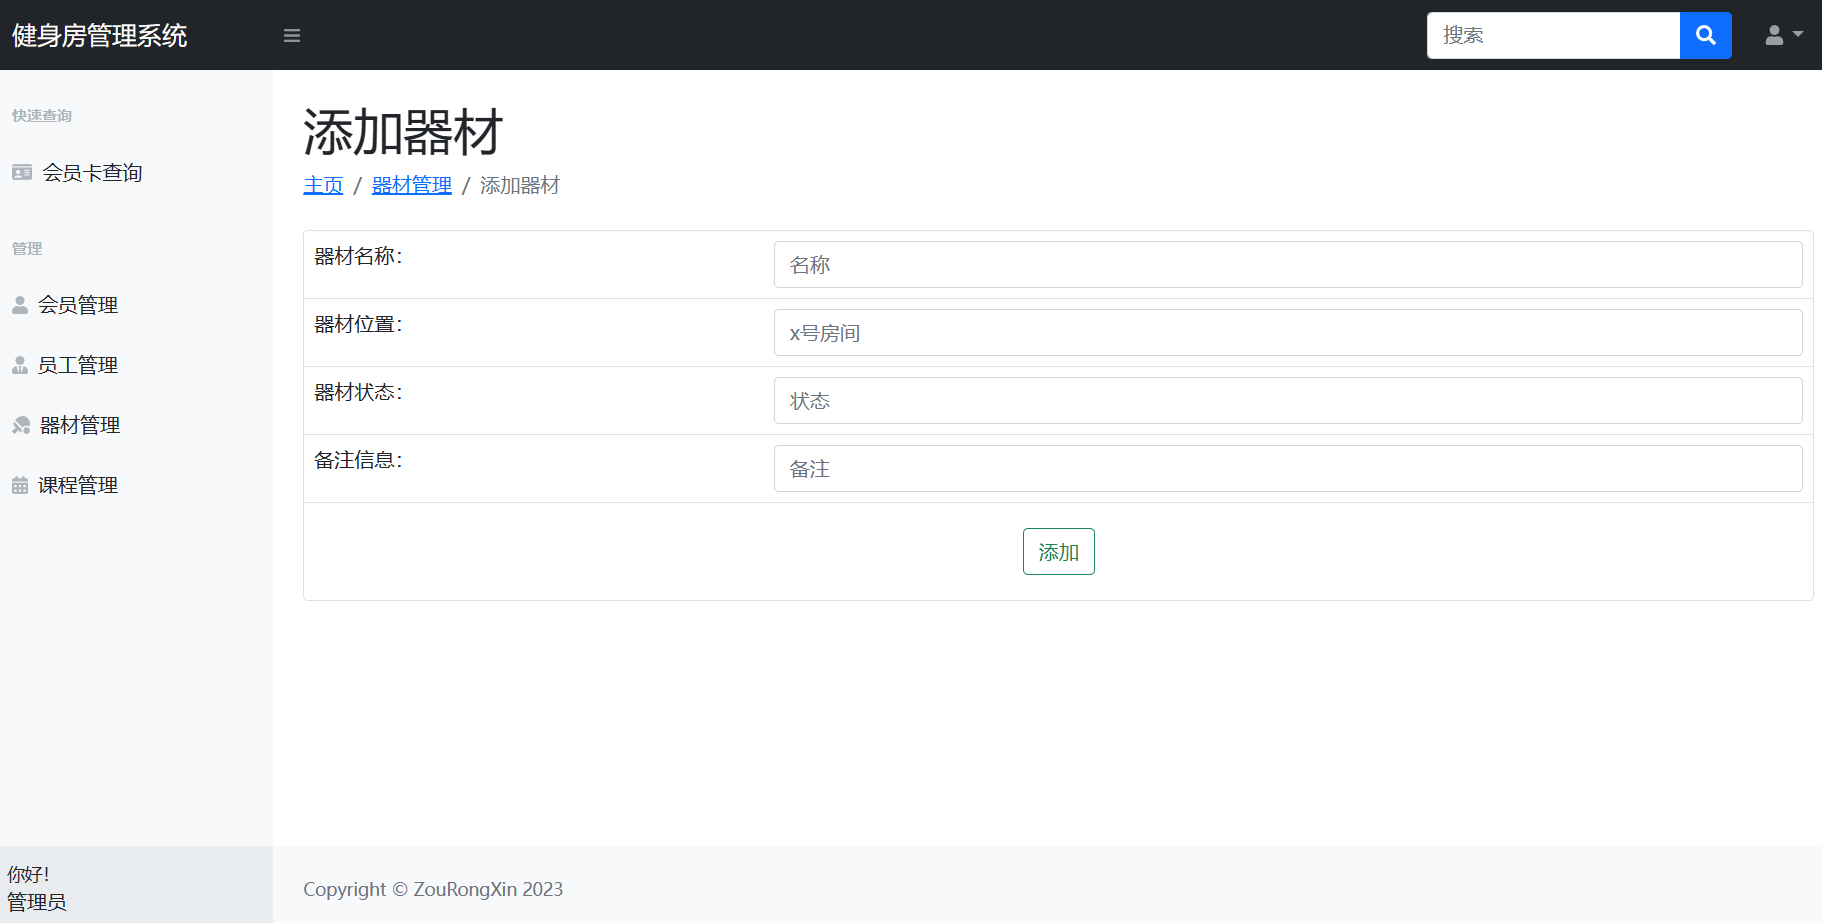 健身房管理系统
搜索
快速查询
会员卡查询
管理
会员管理
员工管理
器材管理
课程管理
你好！
管理员
添加器材
主页 / 器材管理 / 添加器材
器材名称： 名称
器材位置： x号房间
器材状态： 状态
备注信息： 备注
添加
Copyright © ZouRongXin 2023